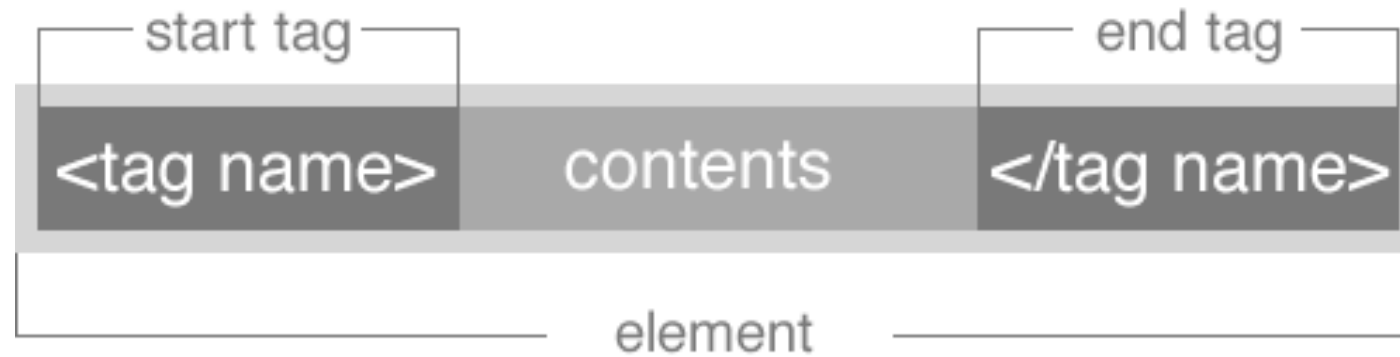 start tag end tag
<tag name> contents </tag name>
element